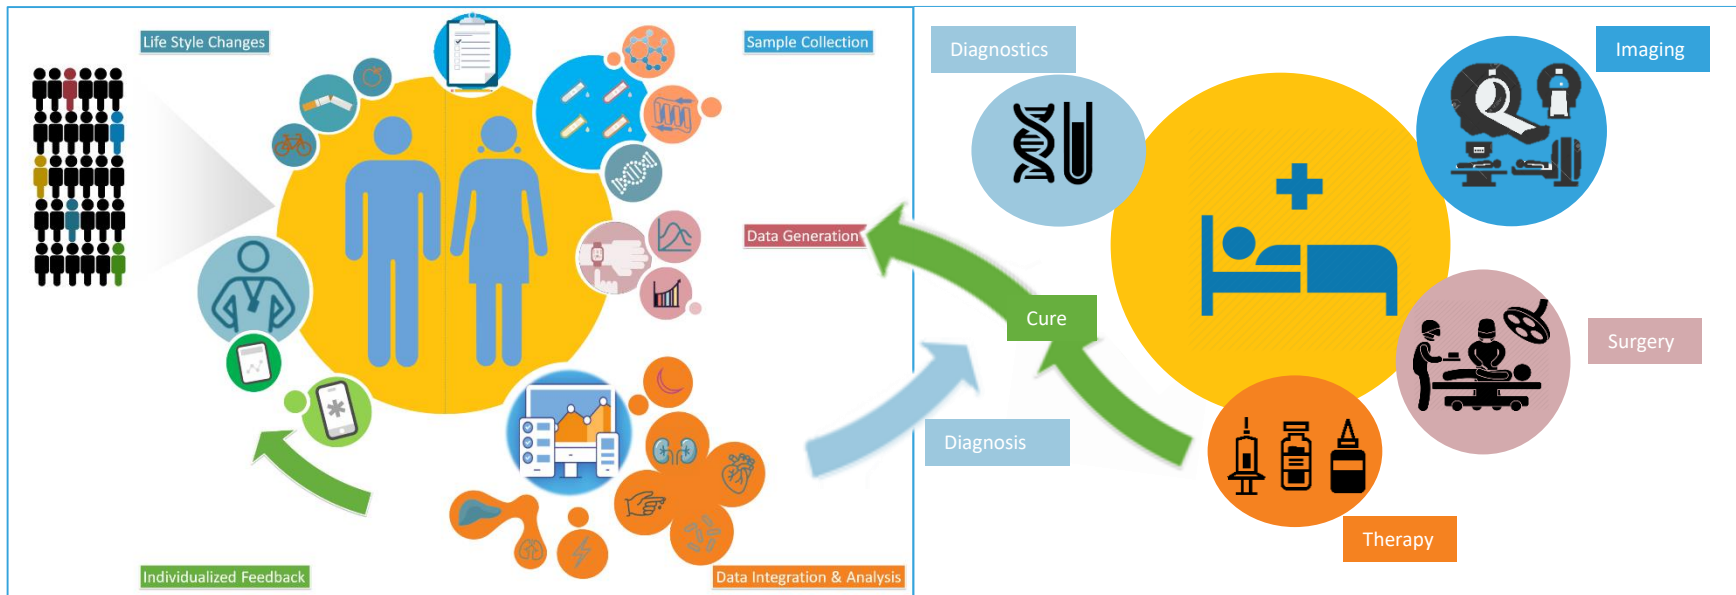 Life Style Changes
Sample Collection
Data Generation
Individualized Feedback
Data Integration & Analysis
Diagnostics
Imaging
Cure
Surgery
Diagnosis
Therapy